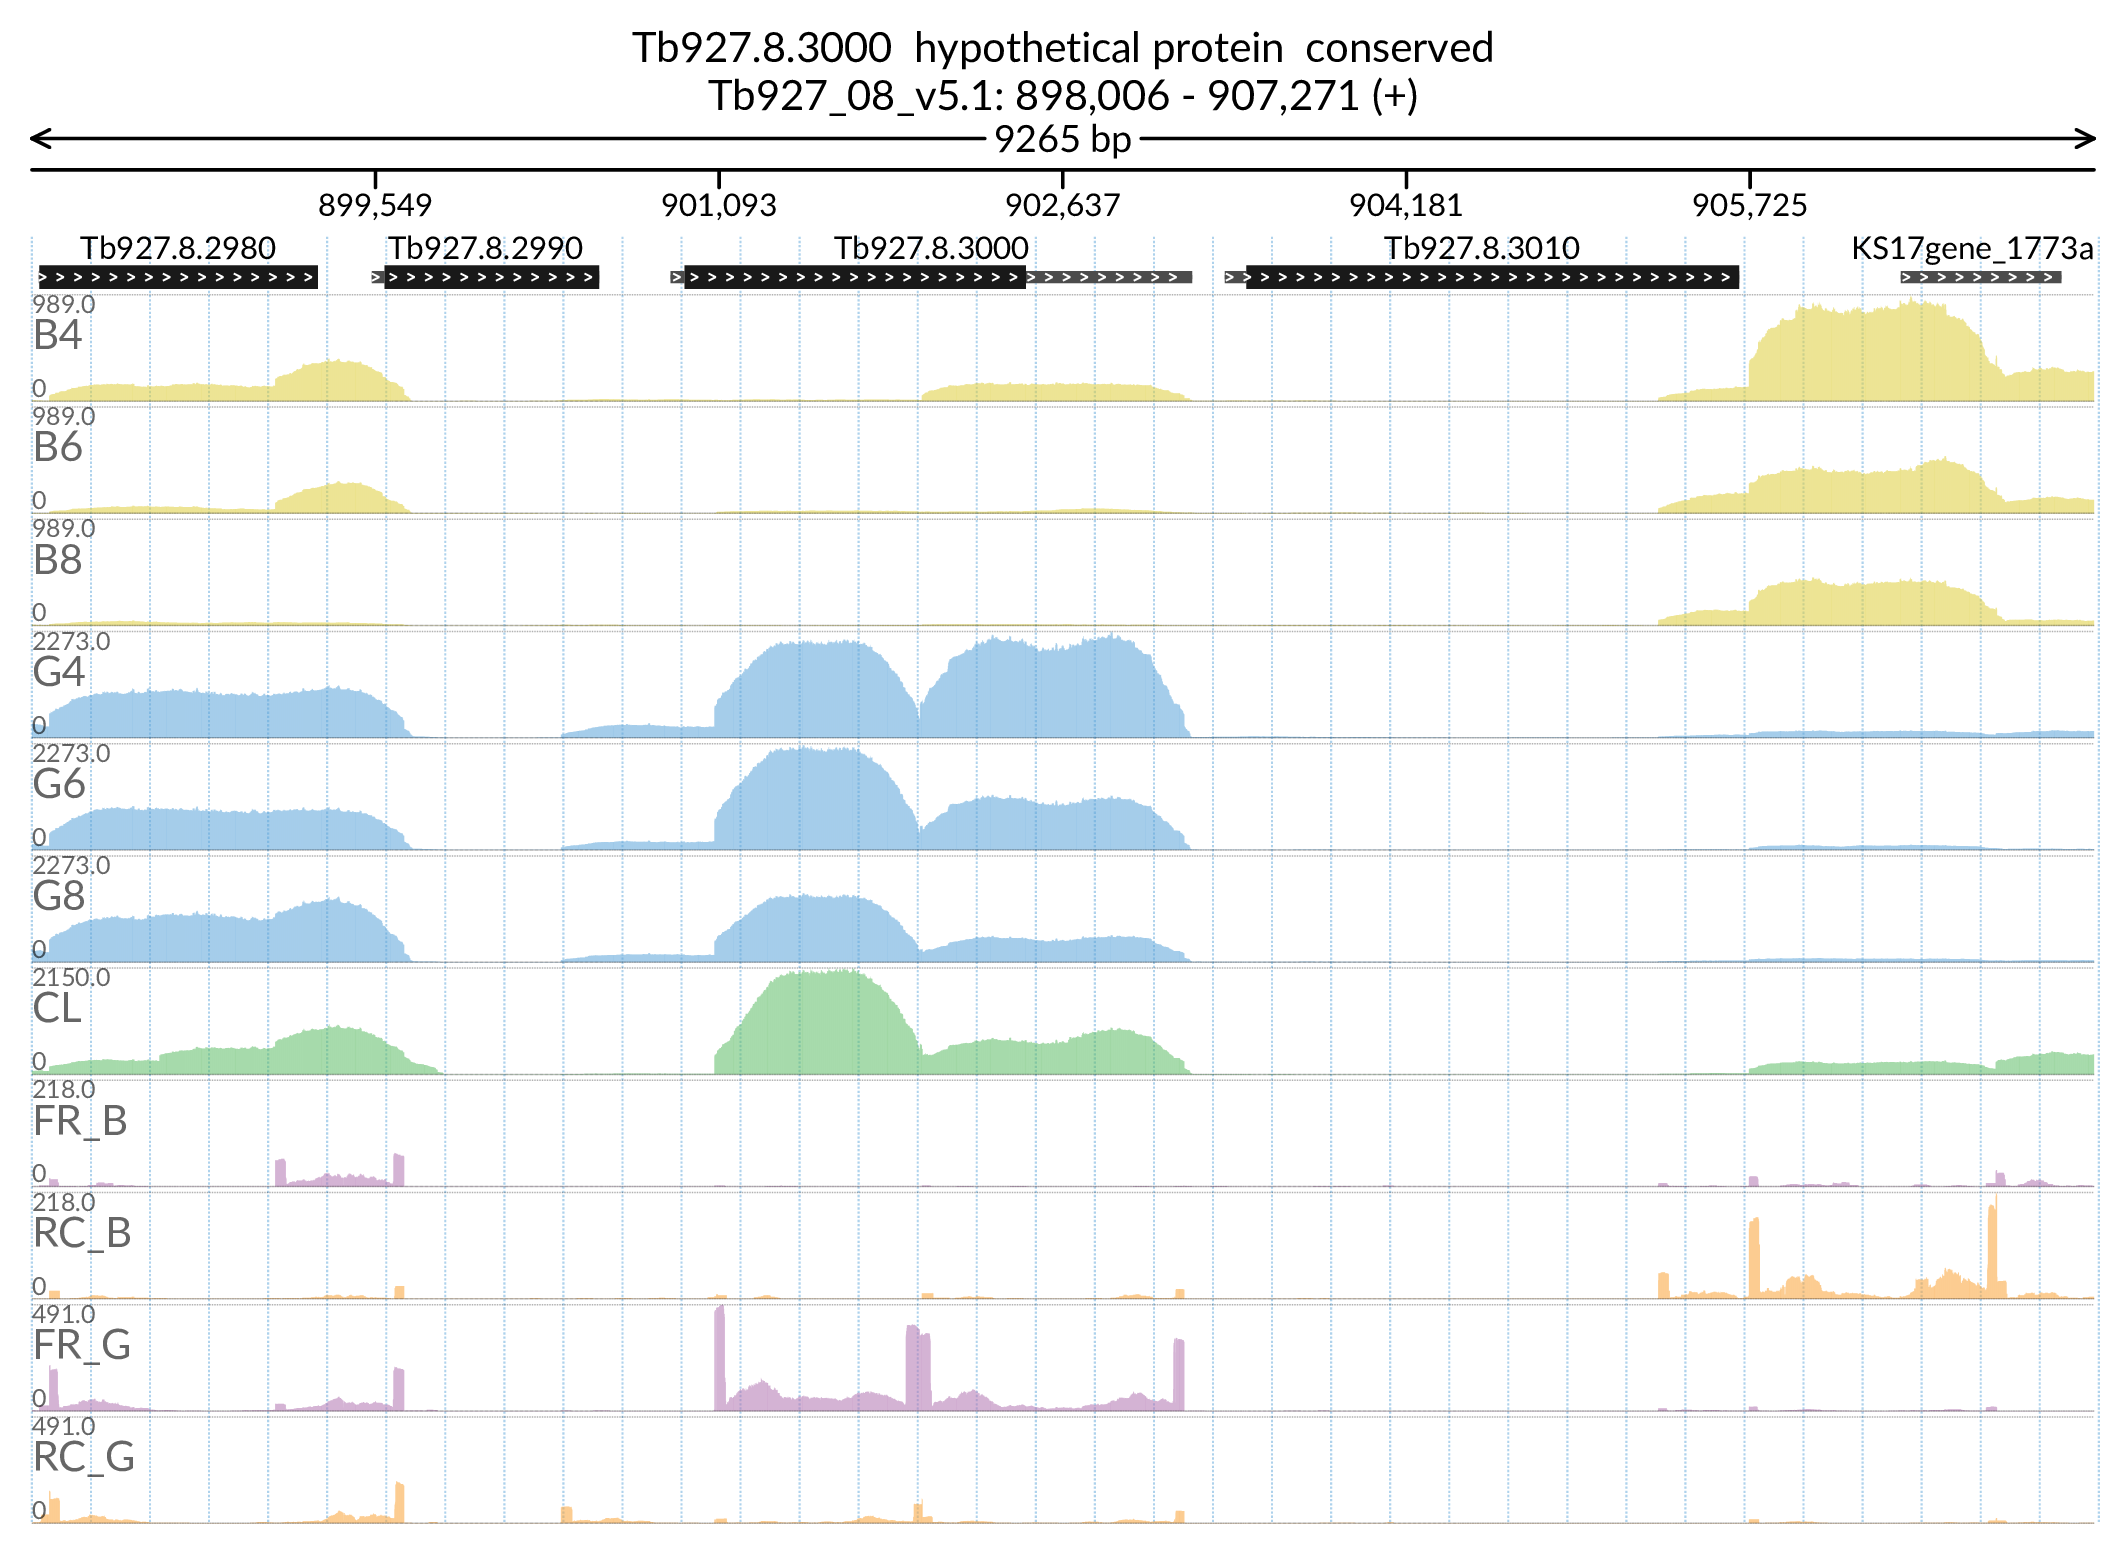 Tb927.8.3000  hypothetical protein  conserved
Tb927_08_v5.1: 898,006 - 907,271 (+)
9265 bp
899,549 901,093 902,637 904,181 905,725
Tb927.8.2980 Tb927.8.2990 Tb927.8.3000 Tb927.8.3010 KS17gene_1773a
989.0
B4
0
989.0
B6
0
989.0
B8
0
2273.0
G4
0
2273.0
G6
0
2273.0
G8
0
2150.0
CL
0
218.0
FR_B
0
218.0
RC_B
0
491.0
FR_G
0
491.0
RC_G
0